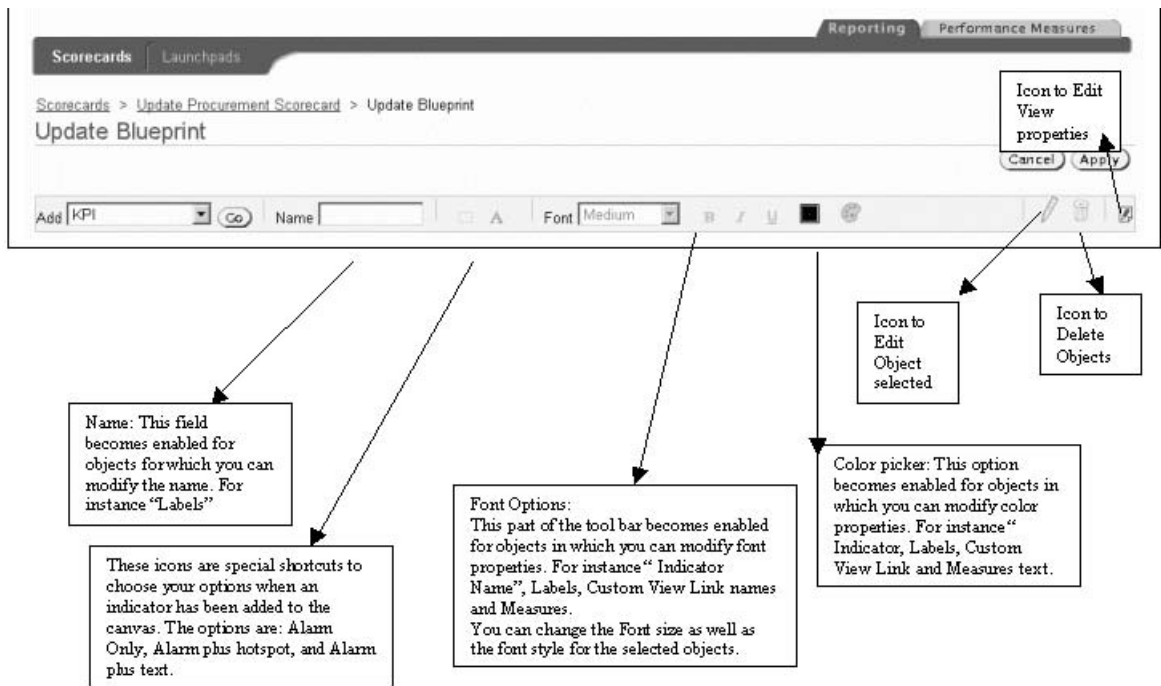 Reporting
Performance Measures
Scorecards
Launchpads
Scorecards > Update Procurement Scorecard > Update Blueprint
Update Blueprint
Icon to Edit
View
properties
Cancel
Apply
Add
KPI
Go
Name
A
Font
Medium
B
I
U
Icon to
Edit
Object
selected
Icon to
Delete
Objects
Name: This field
becomes enabled for
objects for which you can
modify the name. For
instance “Labels”
These icons are special shortcuts to
choose your options when an
indicator has been added to the
canvas. The options are: Alarm
Only, Alarm plus hotspot, and Alarm
plus text.
Font Options:
This part of the tool bar becomes enabled
for objects in which you can modify font
properties. For instance “ Indicator
Name”, Labels, Custom View Link names
and Measures.
You can change the Font size as well as
the font style for the selected objects.
Color picker: This option
becomes enabled for objects in
which you can modify color
properties. For instance “
Indicator, Labels, Custom
View Link and Measures text.